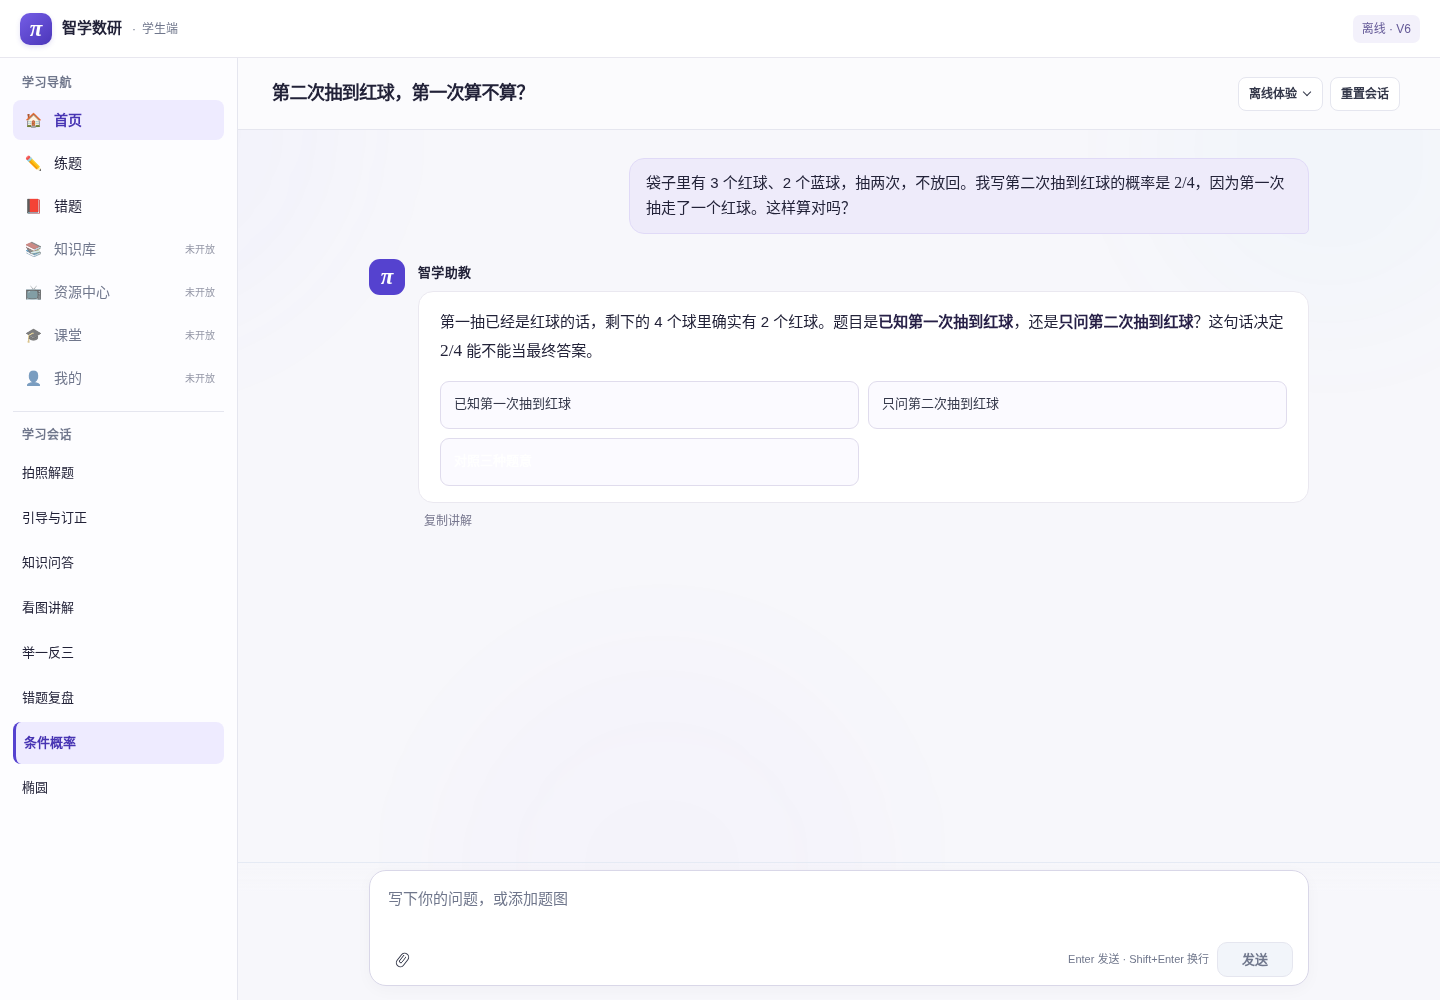 π 智学数研 · 学生端
离线 · V6
学习导航
首页
练题
错题
知识库 未开放
资源中心 未开放
课堂 未开放
我的 未开放
学习会话
拍照解题
引导与订正
知识问答
看图讲解
举一反三
错题复盘
条件概率
椭圆
第二次抽到红球，第一次算不算？
离线体验
重置会话
袋子里有 3 个红球、2 个蓝球，抽两次，不放回。我写第二次抽到红球的概率是 2/4，因为第一次
抽走了一个红球。这样算对吗？
π 智学助教
第一抽已经是红球的话，剩下的 4 个球里确实有 2 个红球。题目是已知第一次抽到红球，还是只问第二次抽到红球？这句话决定
2/4 能不能当最终答案。
已知第一次抽到红球
只问第二次抽到红球
复制讲解
写下你的问题，或添加题图
Enter 发送 · Shift+Enter 换行
发送